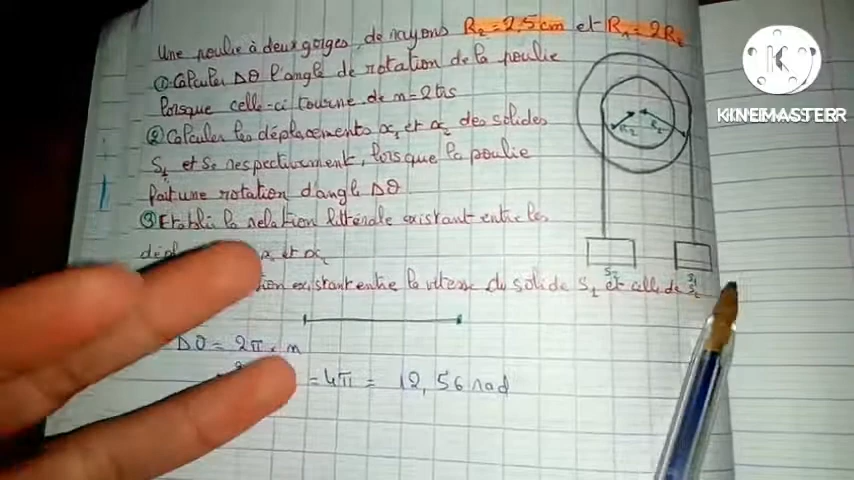 Une poulie à deux gorges, de rayons R₂ = 2,5 cm et R₁ = 2R₂
① Calculer Δθ l'angle de rotation de la poulie
lorsque celle-ci tourne de n = 2 trs
② Calculer les déplacements x₁ et x₂ des solides
S₁ et S₂ respectivement, lorsque la poulie
fait une rotation d'angle Δθ
③ Etablir la relation littérale existant entre les
x₁ et x₂
existant entre la vitesse du solide S₁ et celle de S₂
Δθ = 2π . n
= 4π = 12,56 rad
R₂ R₁
S₂ S₁
KINEMASTER